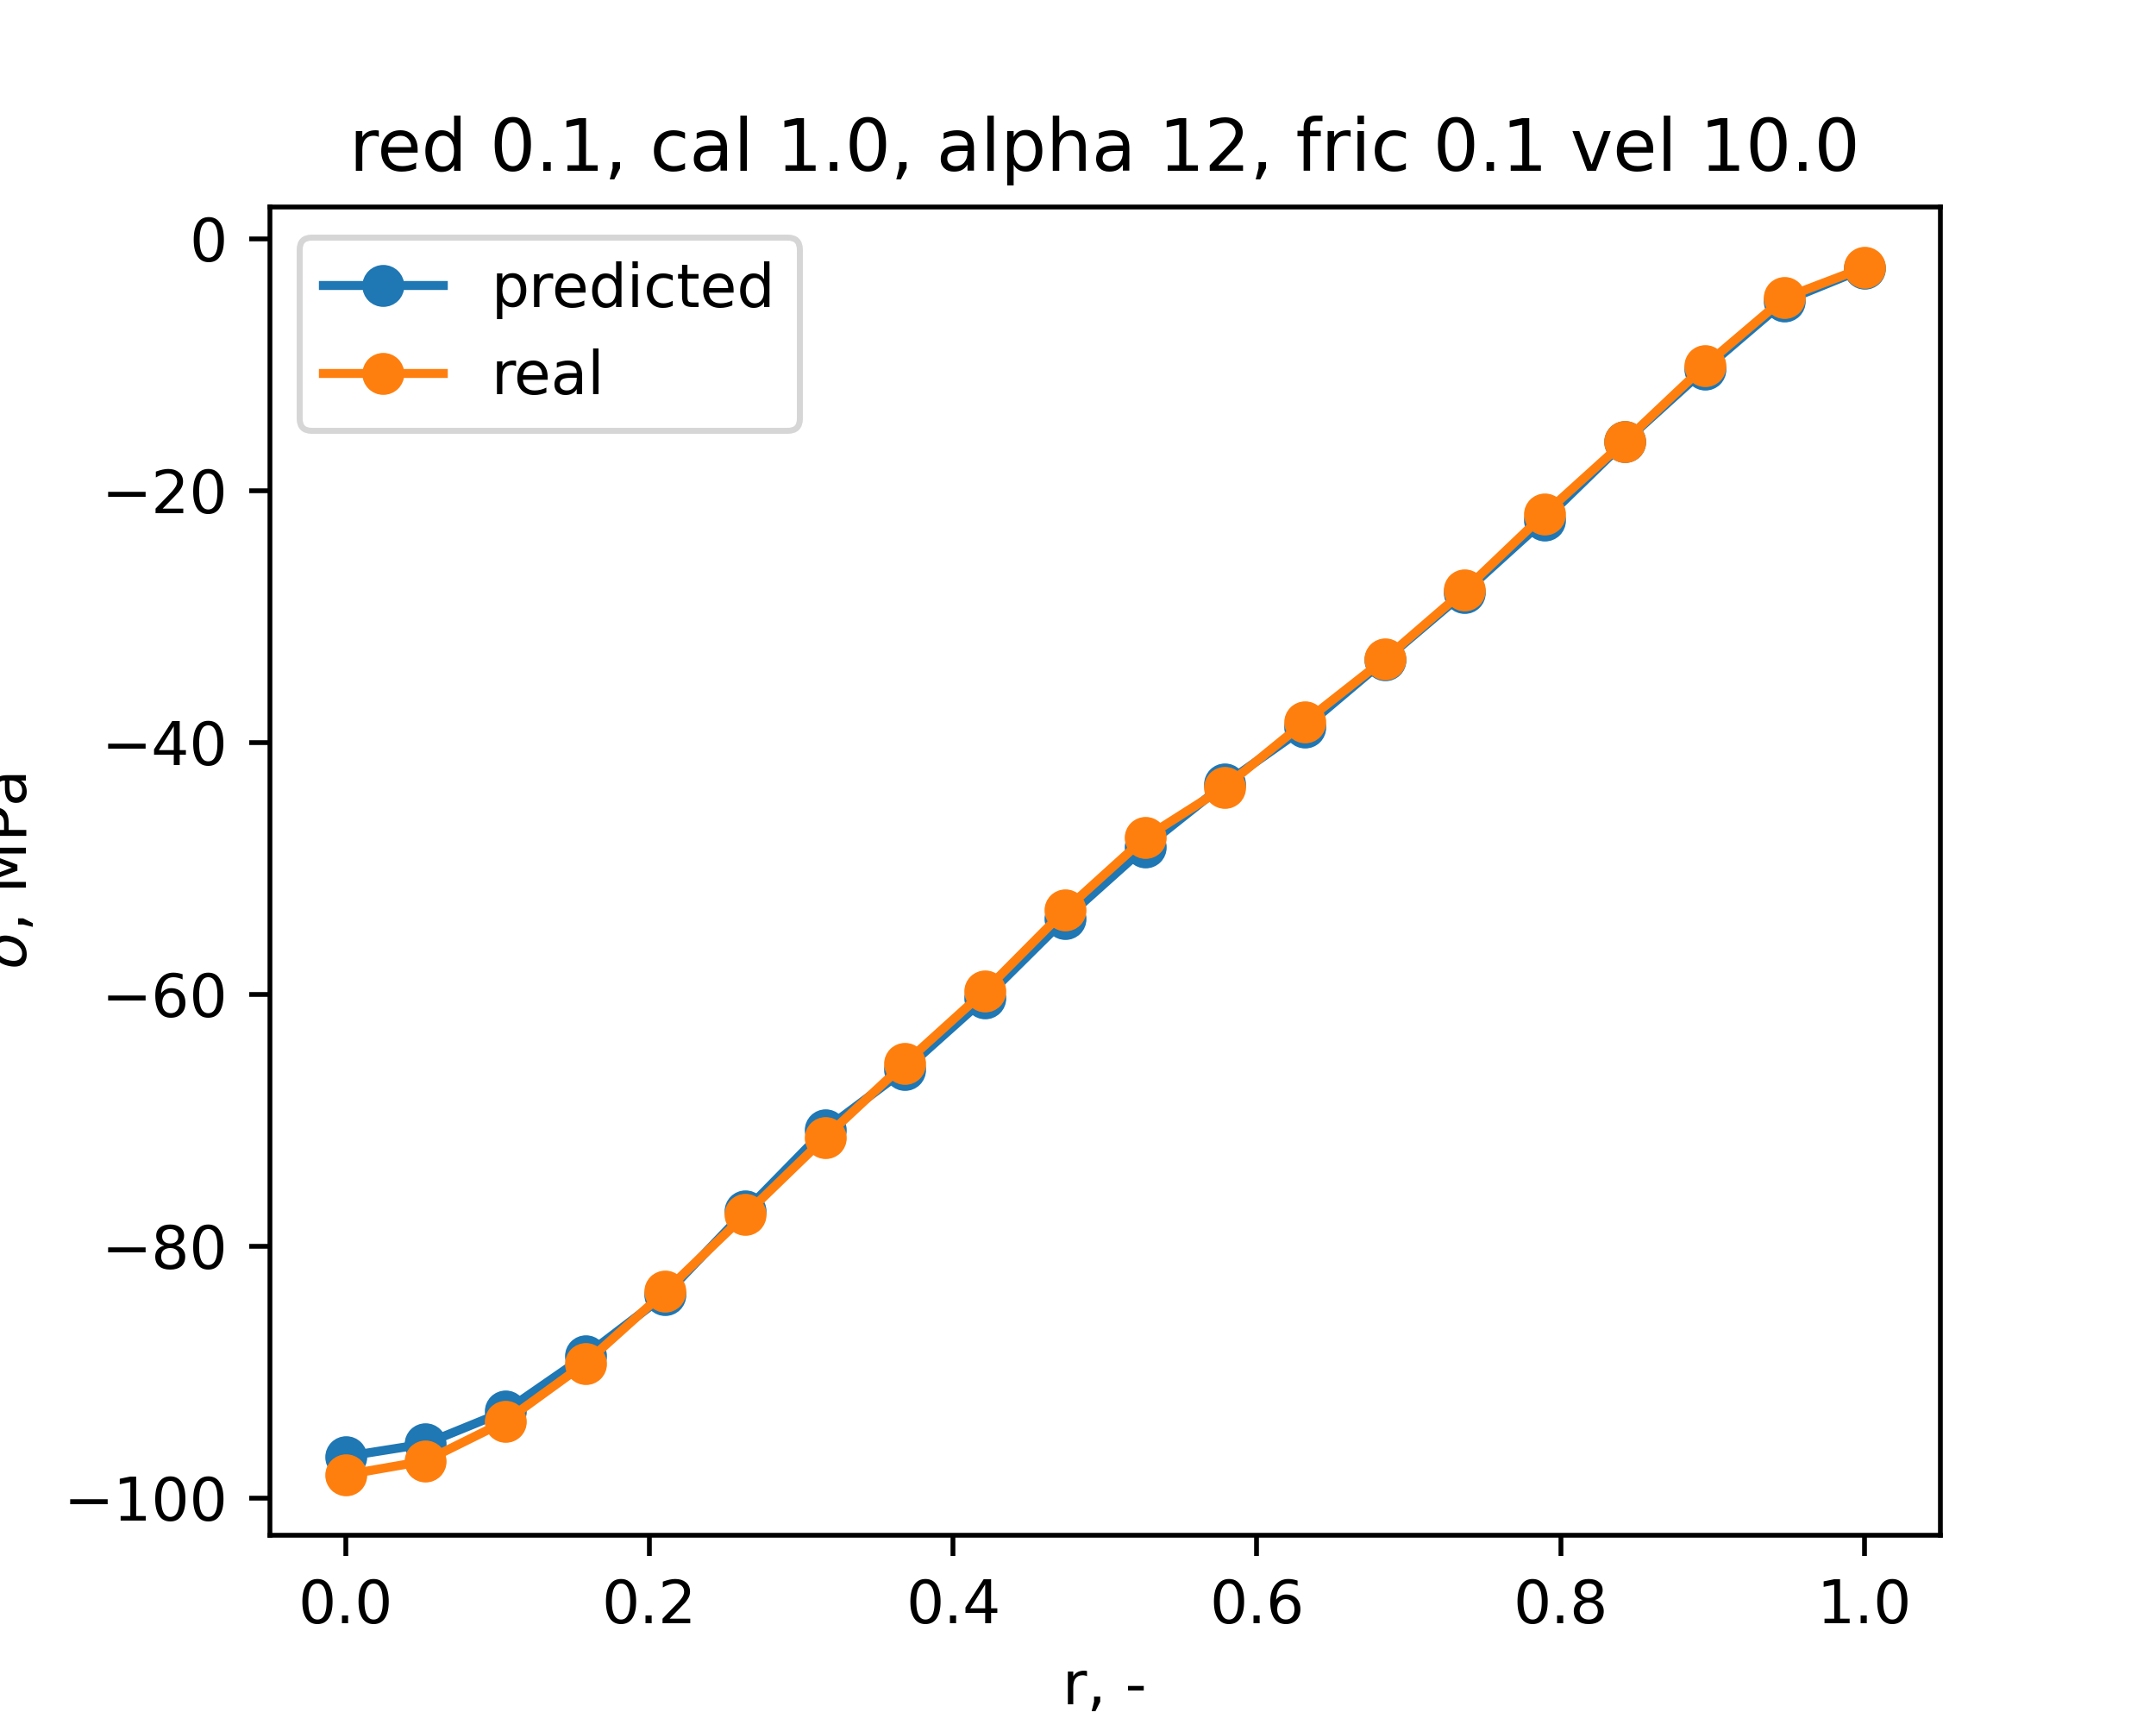 red 0.1, cal 1.0, alpha 12, fric 0.1 vel 10.0
predicted
real
0
−20
−40
−60
−80
−100
, MPa
0.0 0.2 0.4 0.6 0.8 1.0
r, -